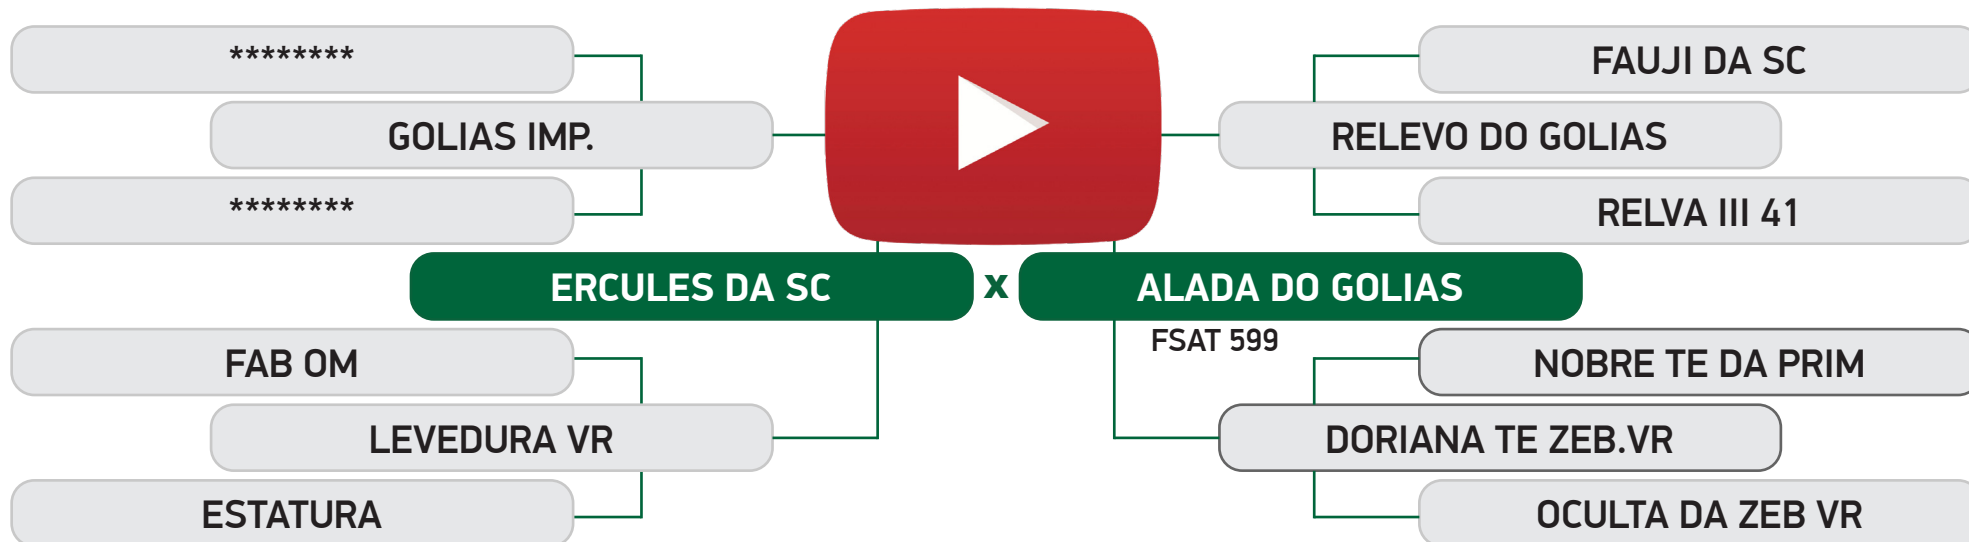 ********
FAUJI DA SC
GOLIAS IMP.
RELEVO DO GOLIAS
********
RELVA III 41
ERCULES DA SC x ALADA DO GOLIAS
FSAT 599
FAB OM
NOBRE TE DA PRIM
LEVEDURA VR
DORIANA TE ZEB.VR
ESTATURA
OCULTA DA ZEB VR